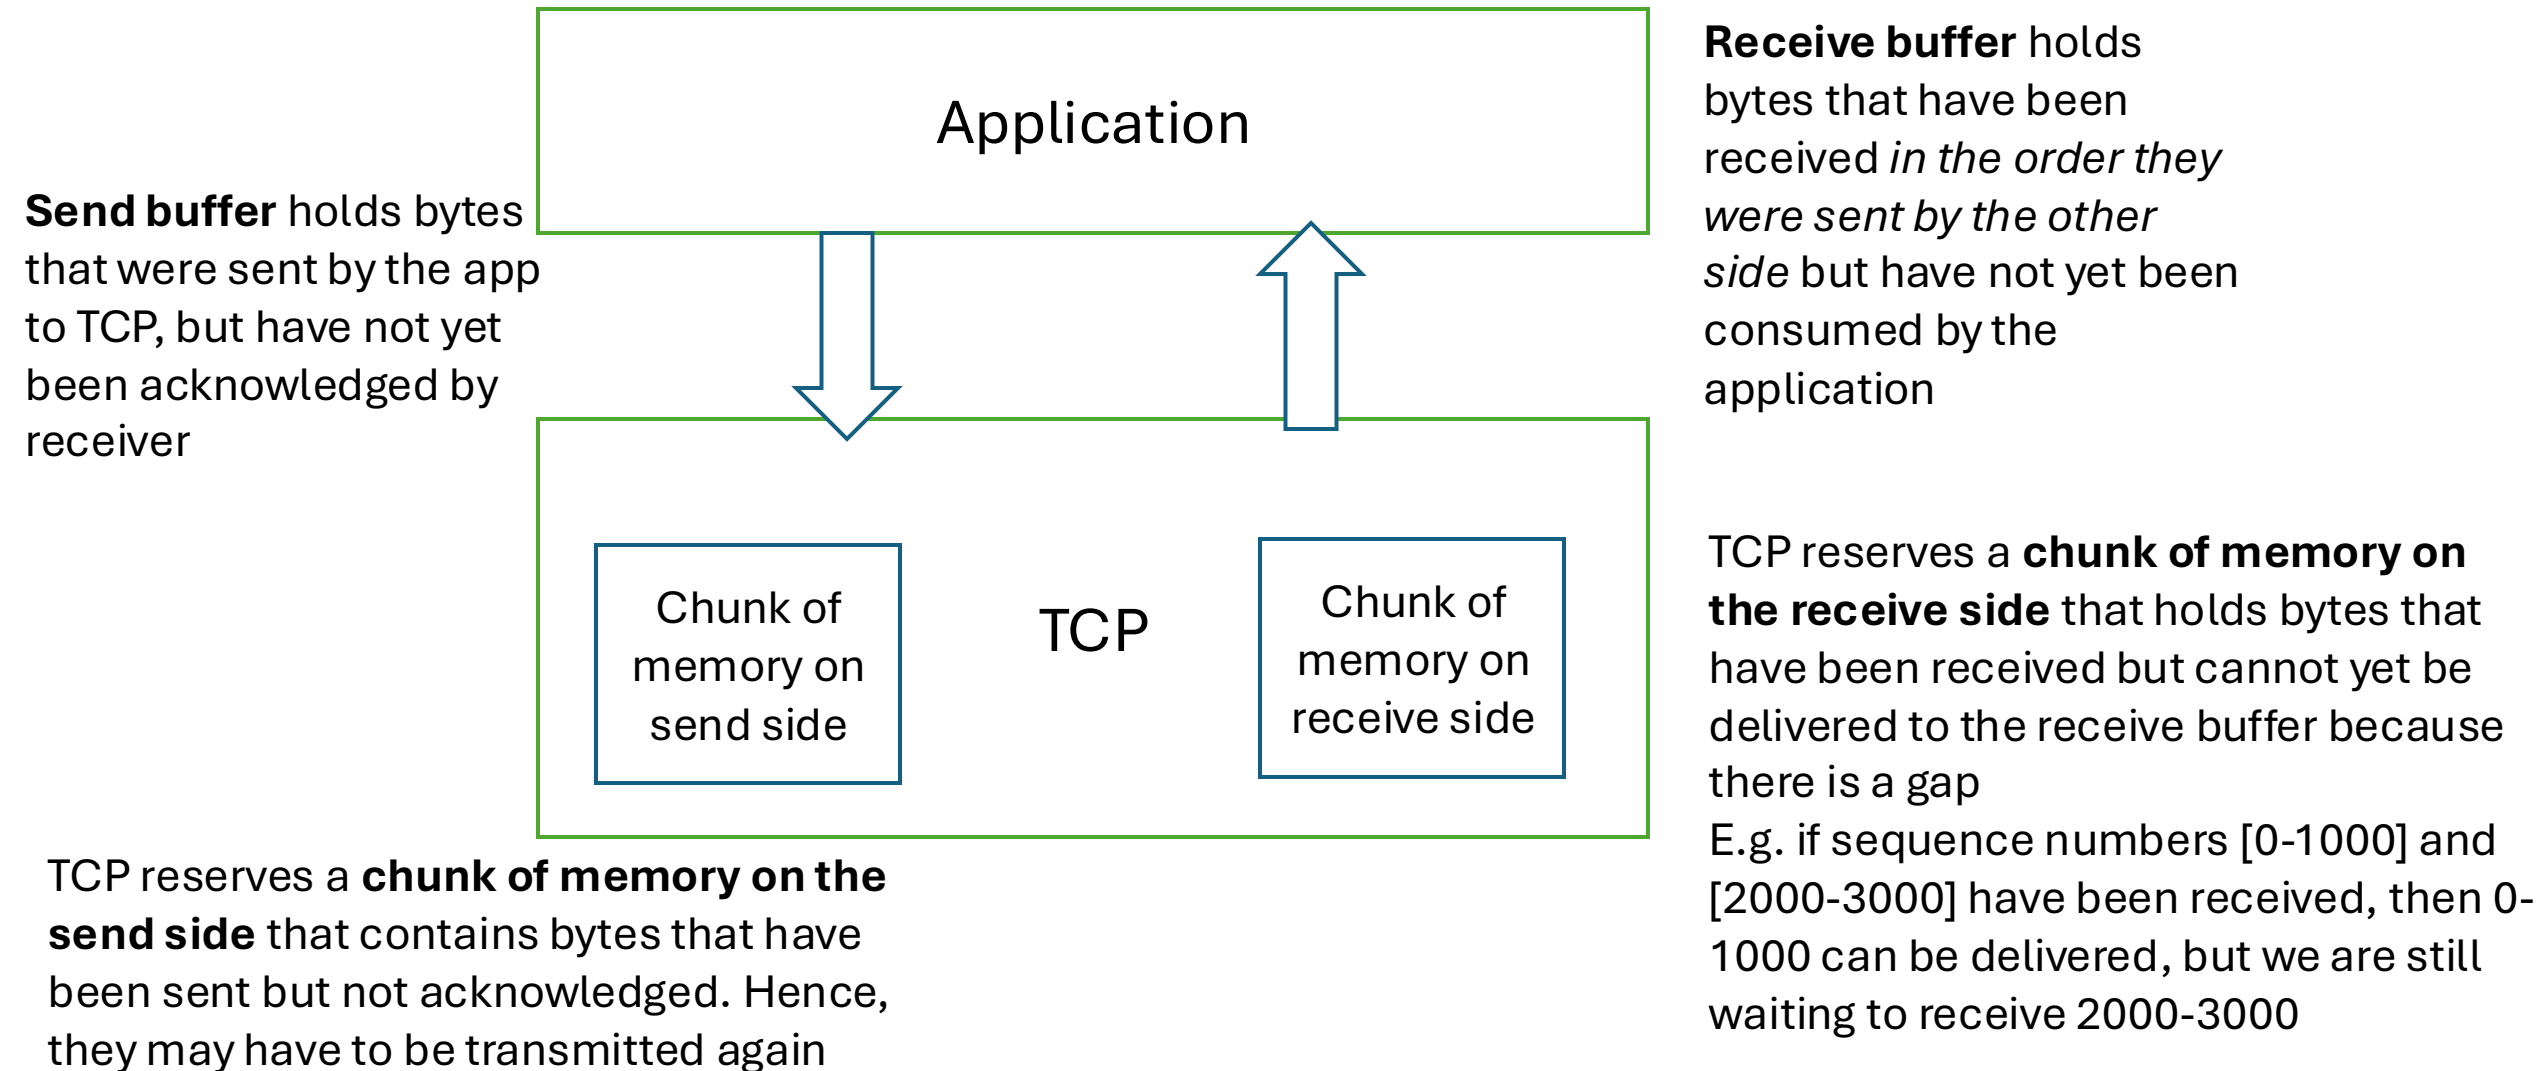 Application
Send buffer holds bytes
that were sent by the app
to TCP, but have not yet
been acknowledged by
receiver
Receive buffer holds
bytes that have been
received in the order they
were sent by the other
side but have not yet been
consumed by the
application
Chunk of
memory on
send side
TCP
Chunk of
memory on
receive side
TCP reserves a chunk of memory on the
send side that contains bytes that have
been sent but not acknowledged. Hence,
they may have to be transmitted again
TCP reserves a chunk of memory on
the receive side that holds bytes that
have been received but cannot yet be
delivered to the receive buffer because
there is a gap
E.g. if sequence numbers [0-1000] and
[2000-3000] have been received, then 0-
1000 can be delivered, but we are still
waiting to receive 2000-3000